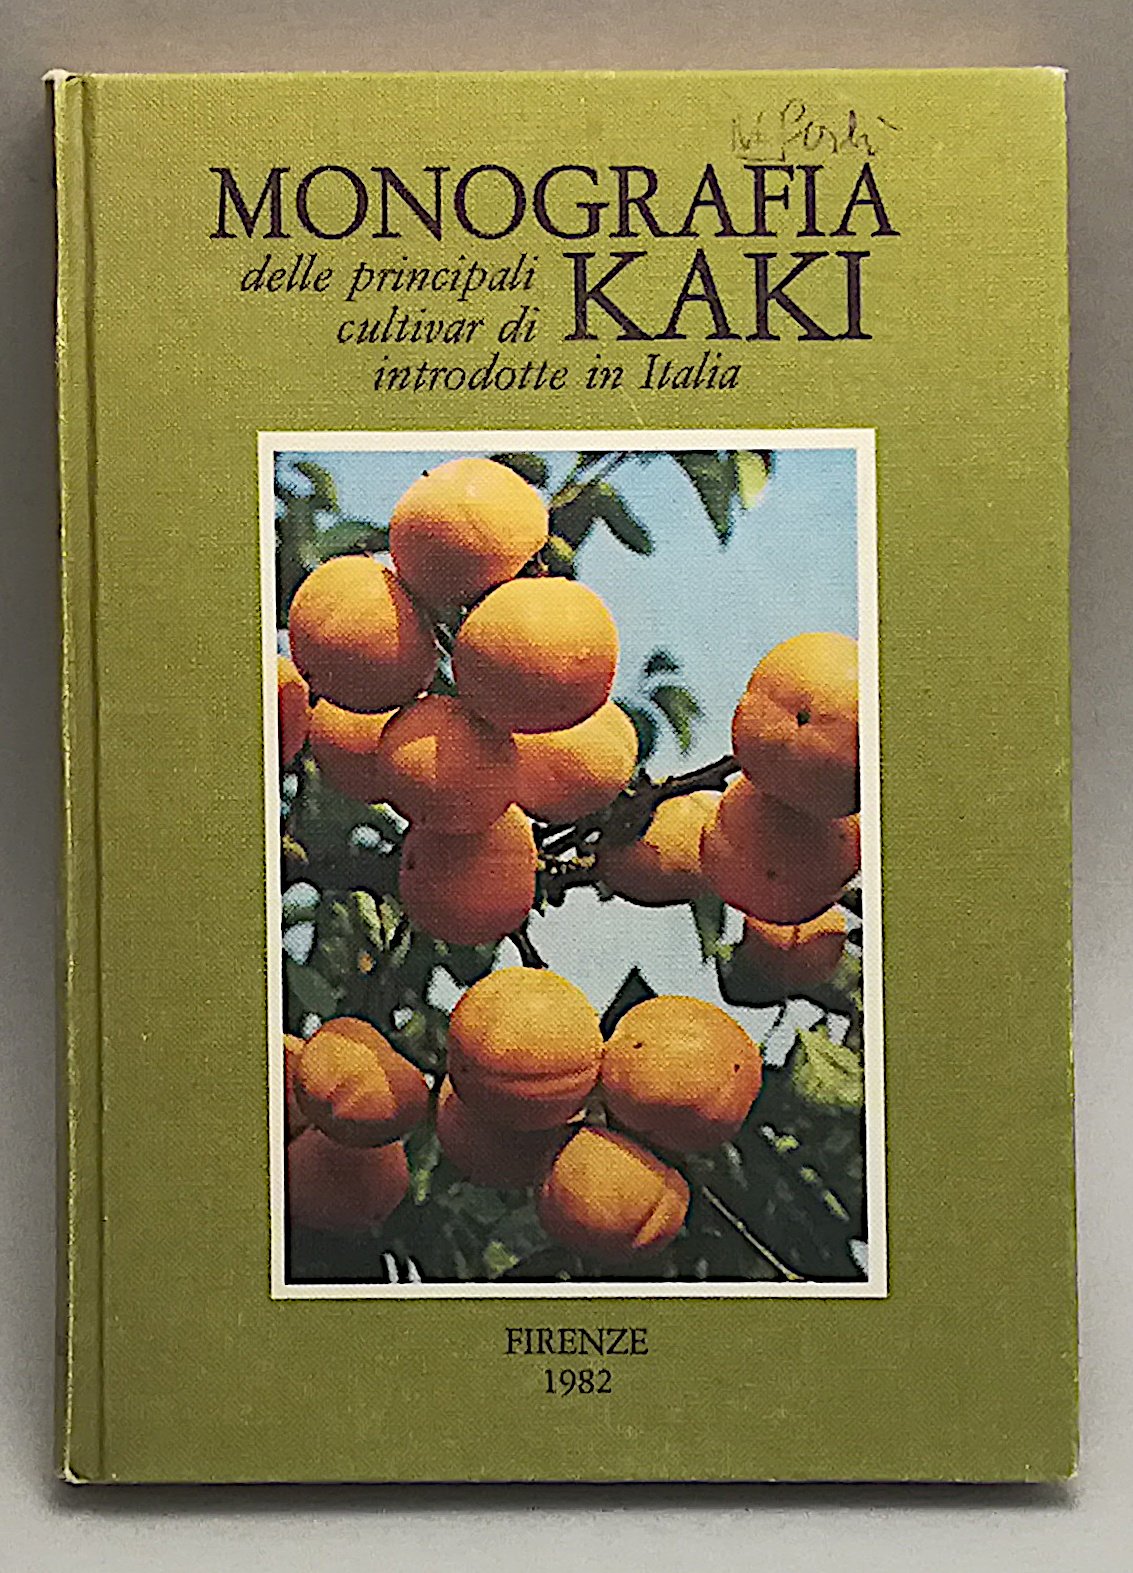 MONOGRAFIA
delle principali
cultivar di KAKI
introdotte in Italia
FIRENZE
1982